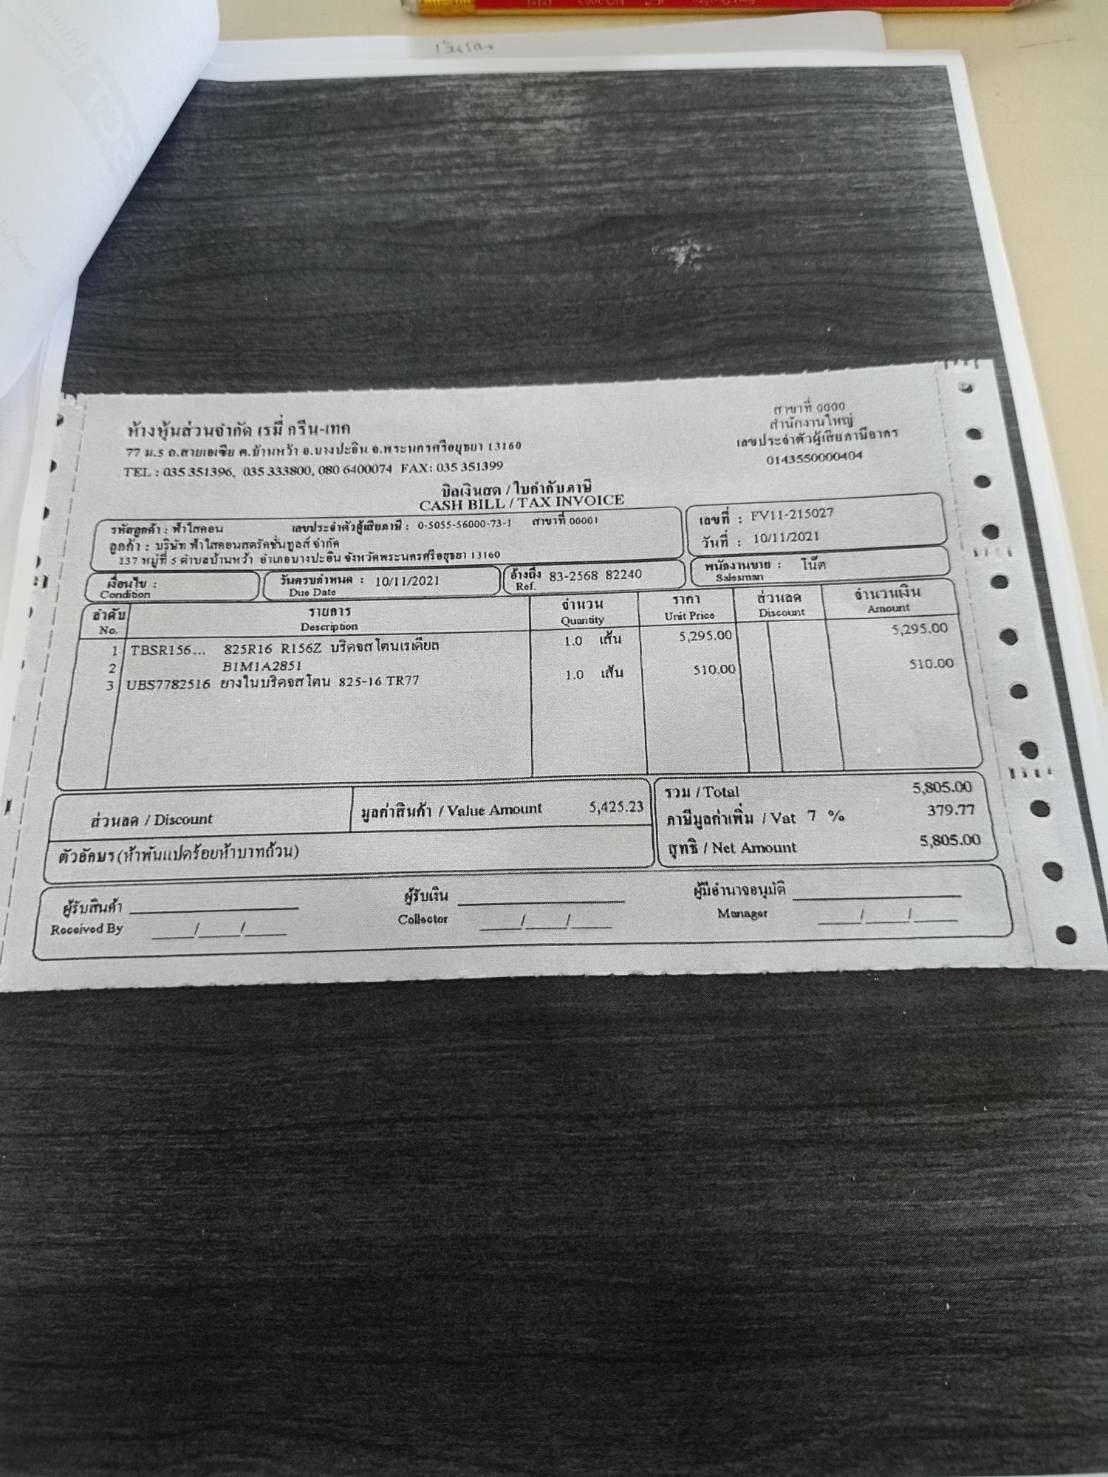 ห้างหุ้นส่วนจำกัด เรมี่ กรีน-เทค
77 ม.5 ถ.สายเอเซีย ต.บ้านหว้า อ.บางปะอิน จ.พระนครศรีอยุธยา 13160
TEL : 035 351396, 035 333800, 080 6400074 FAX: 035 351399
สาขาที่ 0000
สำนักงานใหญ่
เลขประจำตัวผู้เสียภาษีอากร
0143550000404
บิลเงินสด / ใบกำกับภาษี
CASH BILL / TAX INVOICE
รหัสลูกค้า : ฟ้าใสคอน เลขประจำตัวผู้เสียภาษี : 0-5055-56000-73-1 สาขาที่ 00001
ลูกค้า : บริษัท ฟ้าใสคอนสตรัคชั่นทูลส์ จำกัด
137 หมู่ที่ 5 ตำบลบ้านหว้า อำเภอบางปะอิน จังหวัดพระนครศรีอยุธยา 13160
เลขที่ : FV11-215027
วันที่ : 10/11/2021
เงื่อนไข :
Condition
วันครบกำหนด : 10/11/2021
Due Date
อ้างถึง 83-2568 82240
Ref.
พนักงานขาย : โน๊ต
Salesman
ลำดับ รายการ จำนวน ราคา ส่วนลด จำนวนเงิน
No. Description Quantity Unit Price Discount Amount
1 TBSR156... 825R16 R156Z บริดจสโตนเรเดียล 1.0 เส้น 5,295.00 5,295.00
2 B1M1A2851
3 UBS7782516 ยางในบริดจสโตน 825-16 TR77 1.0 เส้น 510.00 510.00
ส่วนลด / Discount
มูลค่าสินค้า / Value Amount 5,425.23
รวม / Total 5,805.00
ภาษีมูลค่าเพิ่ม / Vat 7 % 379.77
สุทธิ / Net Amount 5,805.00
ตัวอักษร (ห้าพันแปดร้อยห้าบาทถ้วน)
ผู้รับสินค้า
Received By
ผู้รับเงิน
Collector
ผู้มีอำนาจอนุมัติ
Manager